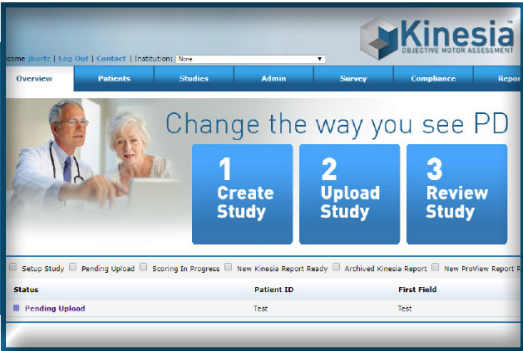 Kinesia
OBJECTIVE MOTOR ASSESSMENT
come jkurtz | Log Out | Contact | Institution: None
Overview Patients Studies Admin Survey Compliance Repor
Change the way you see PD
1
Create
Study
2
Upload
Study
3
Review
Study
Setup Study Pending Upload Scoring In Progress New Kinesia Report Ready Archived Kinesia Report New ProView Report R
Status Patient ID First Field
Pending Upload Test Test